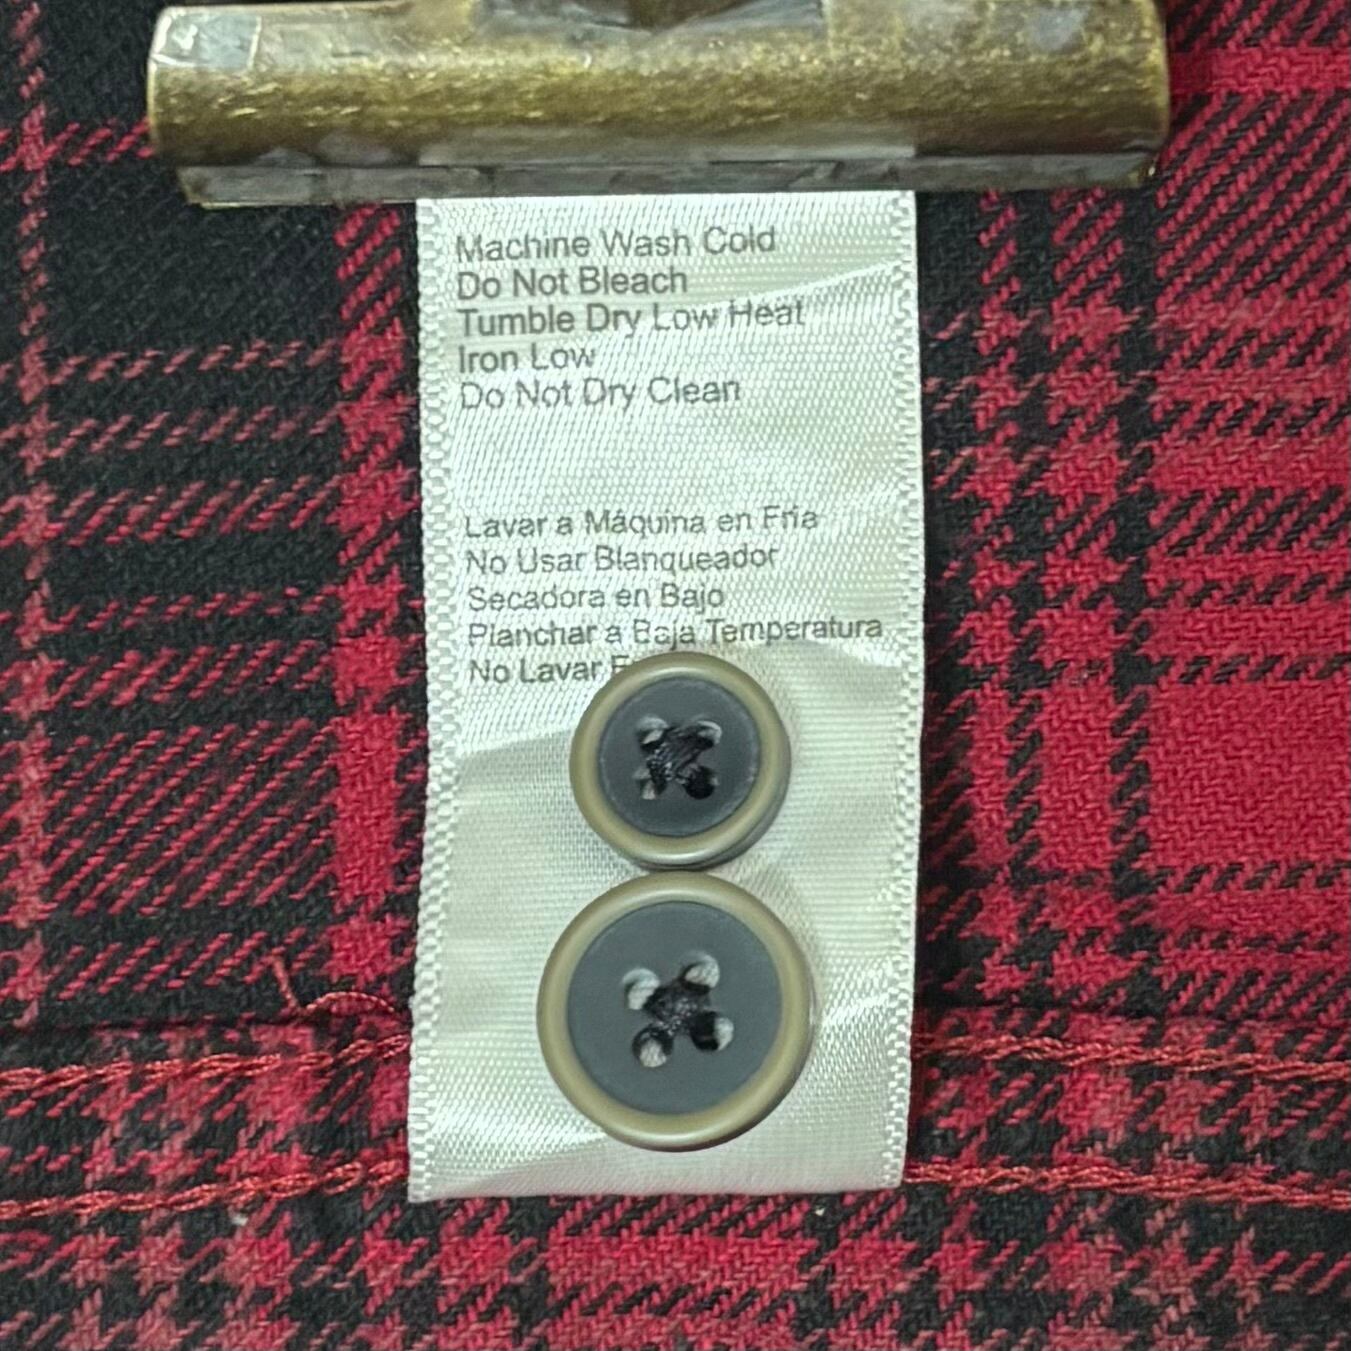 Machine Wash Cold
Do Not Bleach
Tumble Dry Low Heat
Iron Low
Do Not Dry Clean
Lavar a Máquina en Fría
No Usar Blanqueador
Secadora en Bajo
Planchar a Baja Temperatura
No Lavar